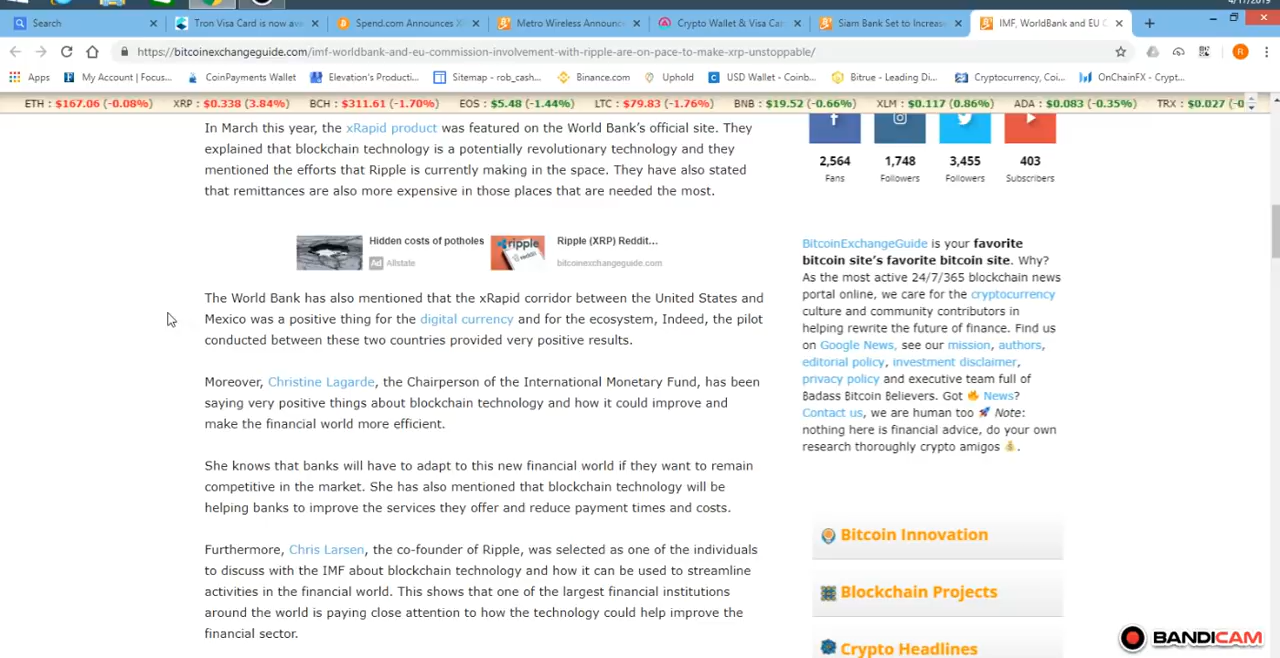 4/17/2019
Search
Tron Visa Card is now ava
Spend.com Announces X
Metro Wireless Announce
Crypto Wallet & Visa Car
Siam Bank Set to Increase
IMF, WorldBank and EU C
https://bitcoinexchangeguide.com/imf-worldbank-and-eu-commission-involvement-with-ripple-are-on-pace-to-make-xrp-unstoppable/
R
Apps
My Account | Focus...
CoinPayments Wallet
Elevation's Producti...
Sitemap - rob_cash...
Binance.com
Uphold
USD Wallet - Coinb...
Bitrue - Leading Di...
Cryptocurrency, Coi...
OnChainFX - Crypt...
ETH : $167.06 (-0.08%)
XRP : $0.338 (3.84%)
BCH : $311.61 (-1.70%)
EOS : $5.48 (-1.44%)
LTC : $79.83 (-1.76%)
BNB : $19.52 (-0.66%)
XLM : $0.117 (0.86%)
ADA : $0.083 (-0.35%)
TRX : $0.027 (-0
In March this year, the xRapid product was featured on the World Bank's official site. They
explained that blockchain technology is a potentially revolutionary technology and they
mentioned the efforts that Ripple is currently making in the space. They have also stated
that remittances are also more expensive in those places that are needed the most.
Hidden costs of potholes
Ad Allstate
ripple
reddit
Ripple (XRP) Reddit...
bitcoinexchangeguide.com
The World Bank has also mentioned that the xRapid corridor between the United States and
Mexico was a positive thing for the digital currency and for the ecosystem, Indeed, the pilot
conducted between these two countries provided very positive results.
Moreover, Christine Lagarde, the Chairperson of the International Monetary Fund, has been
saying very positive things about blockchain technology and how it could improve and
make the financial world more efficient.
She knows that banks will have to adapt to this new financial world if they want to remain
competitive in the market. She has also mentioned that blockchain technology will be
helping banks to improve the services they offer and reduce payment times and costs.
Furthermore, Chris Larsen, the co-founder of Ripple, was selected as one of the individuals
to discuss with the IMF about blockchain technology and how it can be used to streamline
activities in the financial world. This shows that one of the largest financial institutions
around the world is paying close attention to how the technology could help improve the
financial sector.
2,564
Fans
1,748
Followers
3,455
Followers
403
Subscribers
BitcoinExchangeGuide is your favorite
bitcoin site's favorite bitcoin site. Why?
As the most active 24/7/365 blockchain news
portal online, we care for the cryptocurrency
culture and community contributors in
helping rewrite the future of finance. Find us
on Google News, see our mission, authors,
editorial policy, investment disclaimer,
privacy policy and executive team full of
Badass Bitcoin Believers. Got 🔥 News?
Contact us, we are human too 🚀 Note:
nothing here is financial advice, do your own
research thoroughly crypto amigos 💰.
Bitcoin Innovation
Blockchain Projects
Crypto Headlines
BANDICAM